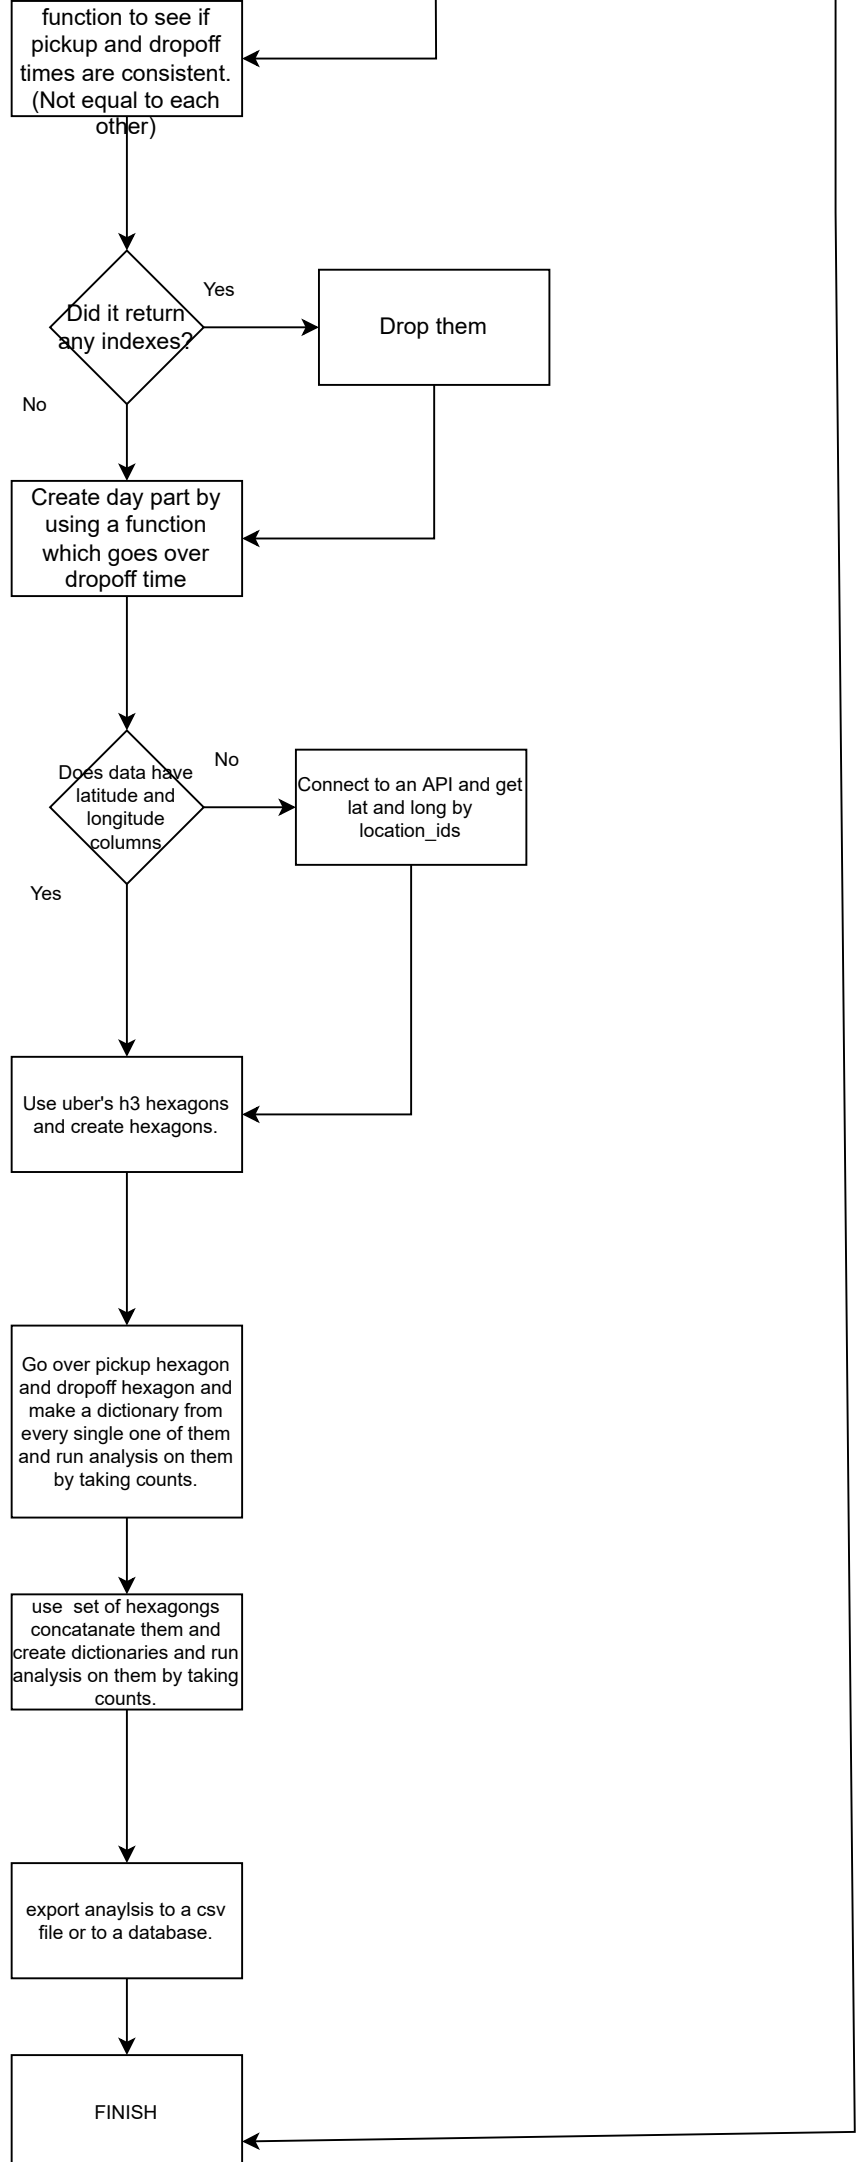 function to see if
pickup and dropoff
times are consistent.
(Not equal to each
other)
Yes
Did it return
any indexes?
Drop them
No
Create day part by
using a function
which goes over
dropoff time
No
Does data have
latitude and
longitude
columns
Connect to an API and get
lat and long by
location_ids
Yes
Use uber's h3 hexagons
and create hexagons.
Go over pickup hexagon
and dropoff hexagon and
make a dictionary from
every single one of them
and run analysis on them
by taking counts.
use  set of hexagongs
concatanate them and
create dictionaries and run
analysis on them by taking
counts.
export anaylsis to a csv
file or to a database.
FINISH